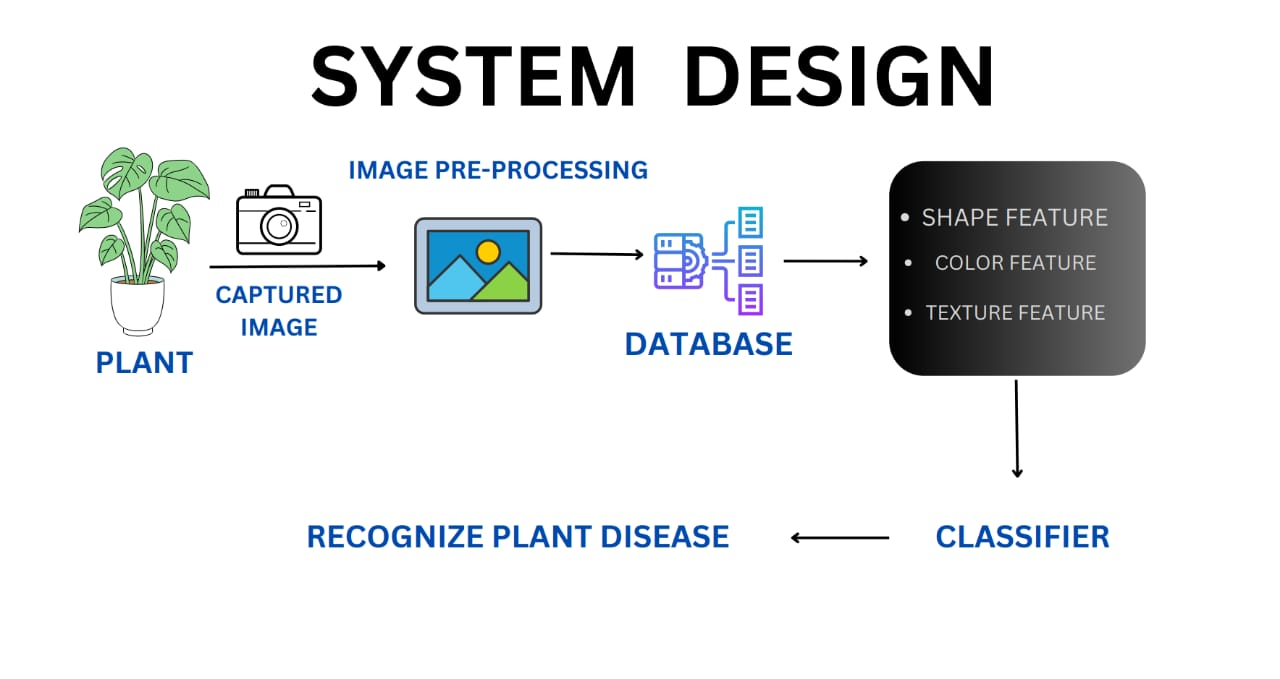 SYSTEM DESIGN
IMAGE PRE-PROCESSING
CAPTURED
IMAGE
PLANT
DATABASE
• SHAPE FEATURE
• COLOR FEATURE
• TEXTURE FEATURE
CLASSIFIER
RECOGNIZE PLANT DISEASE